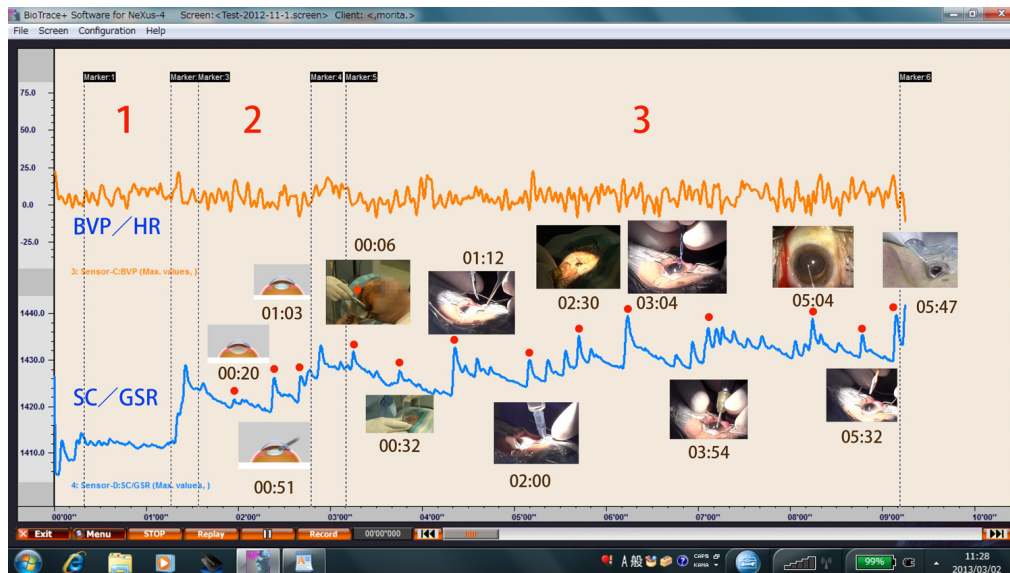 BioTrace+ Software for NeXus-4 Screen:<Test-2012-11-1.screen> Client: <,morita.>
File Screen Configuration Help
Marker:1
Marker:
Marker:3
Marker:4
Marker:5
Marker:6
1
2
3
75.0
50.0
25.0
0.0
-25.0
BVP／HR
3: Sensor-C:BVP (Max. values, )
00:06
01:12
01:03
02:30
03:04
05:04
05:47
1440.0
1430.0
1420.0
1410.0
00:20
SC／GSR
00:32
00:51
02:00
03:54
05:32
4: Sensor-D:SC/GSR (Max. values, )
00'00" 01'00" 02'00" 03'00" 04'00" 05'00" 06'00" 07'00" 08'00" 09'00" 10'00"
Exit Menu STOP Replay Record 00'00"000
A 般 CAPS KANA 99% 11:28
2013/03/02